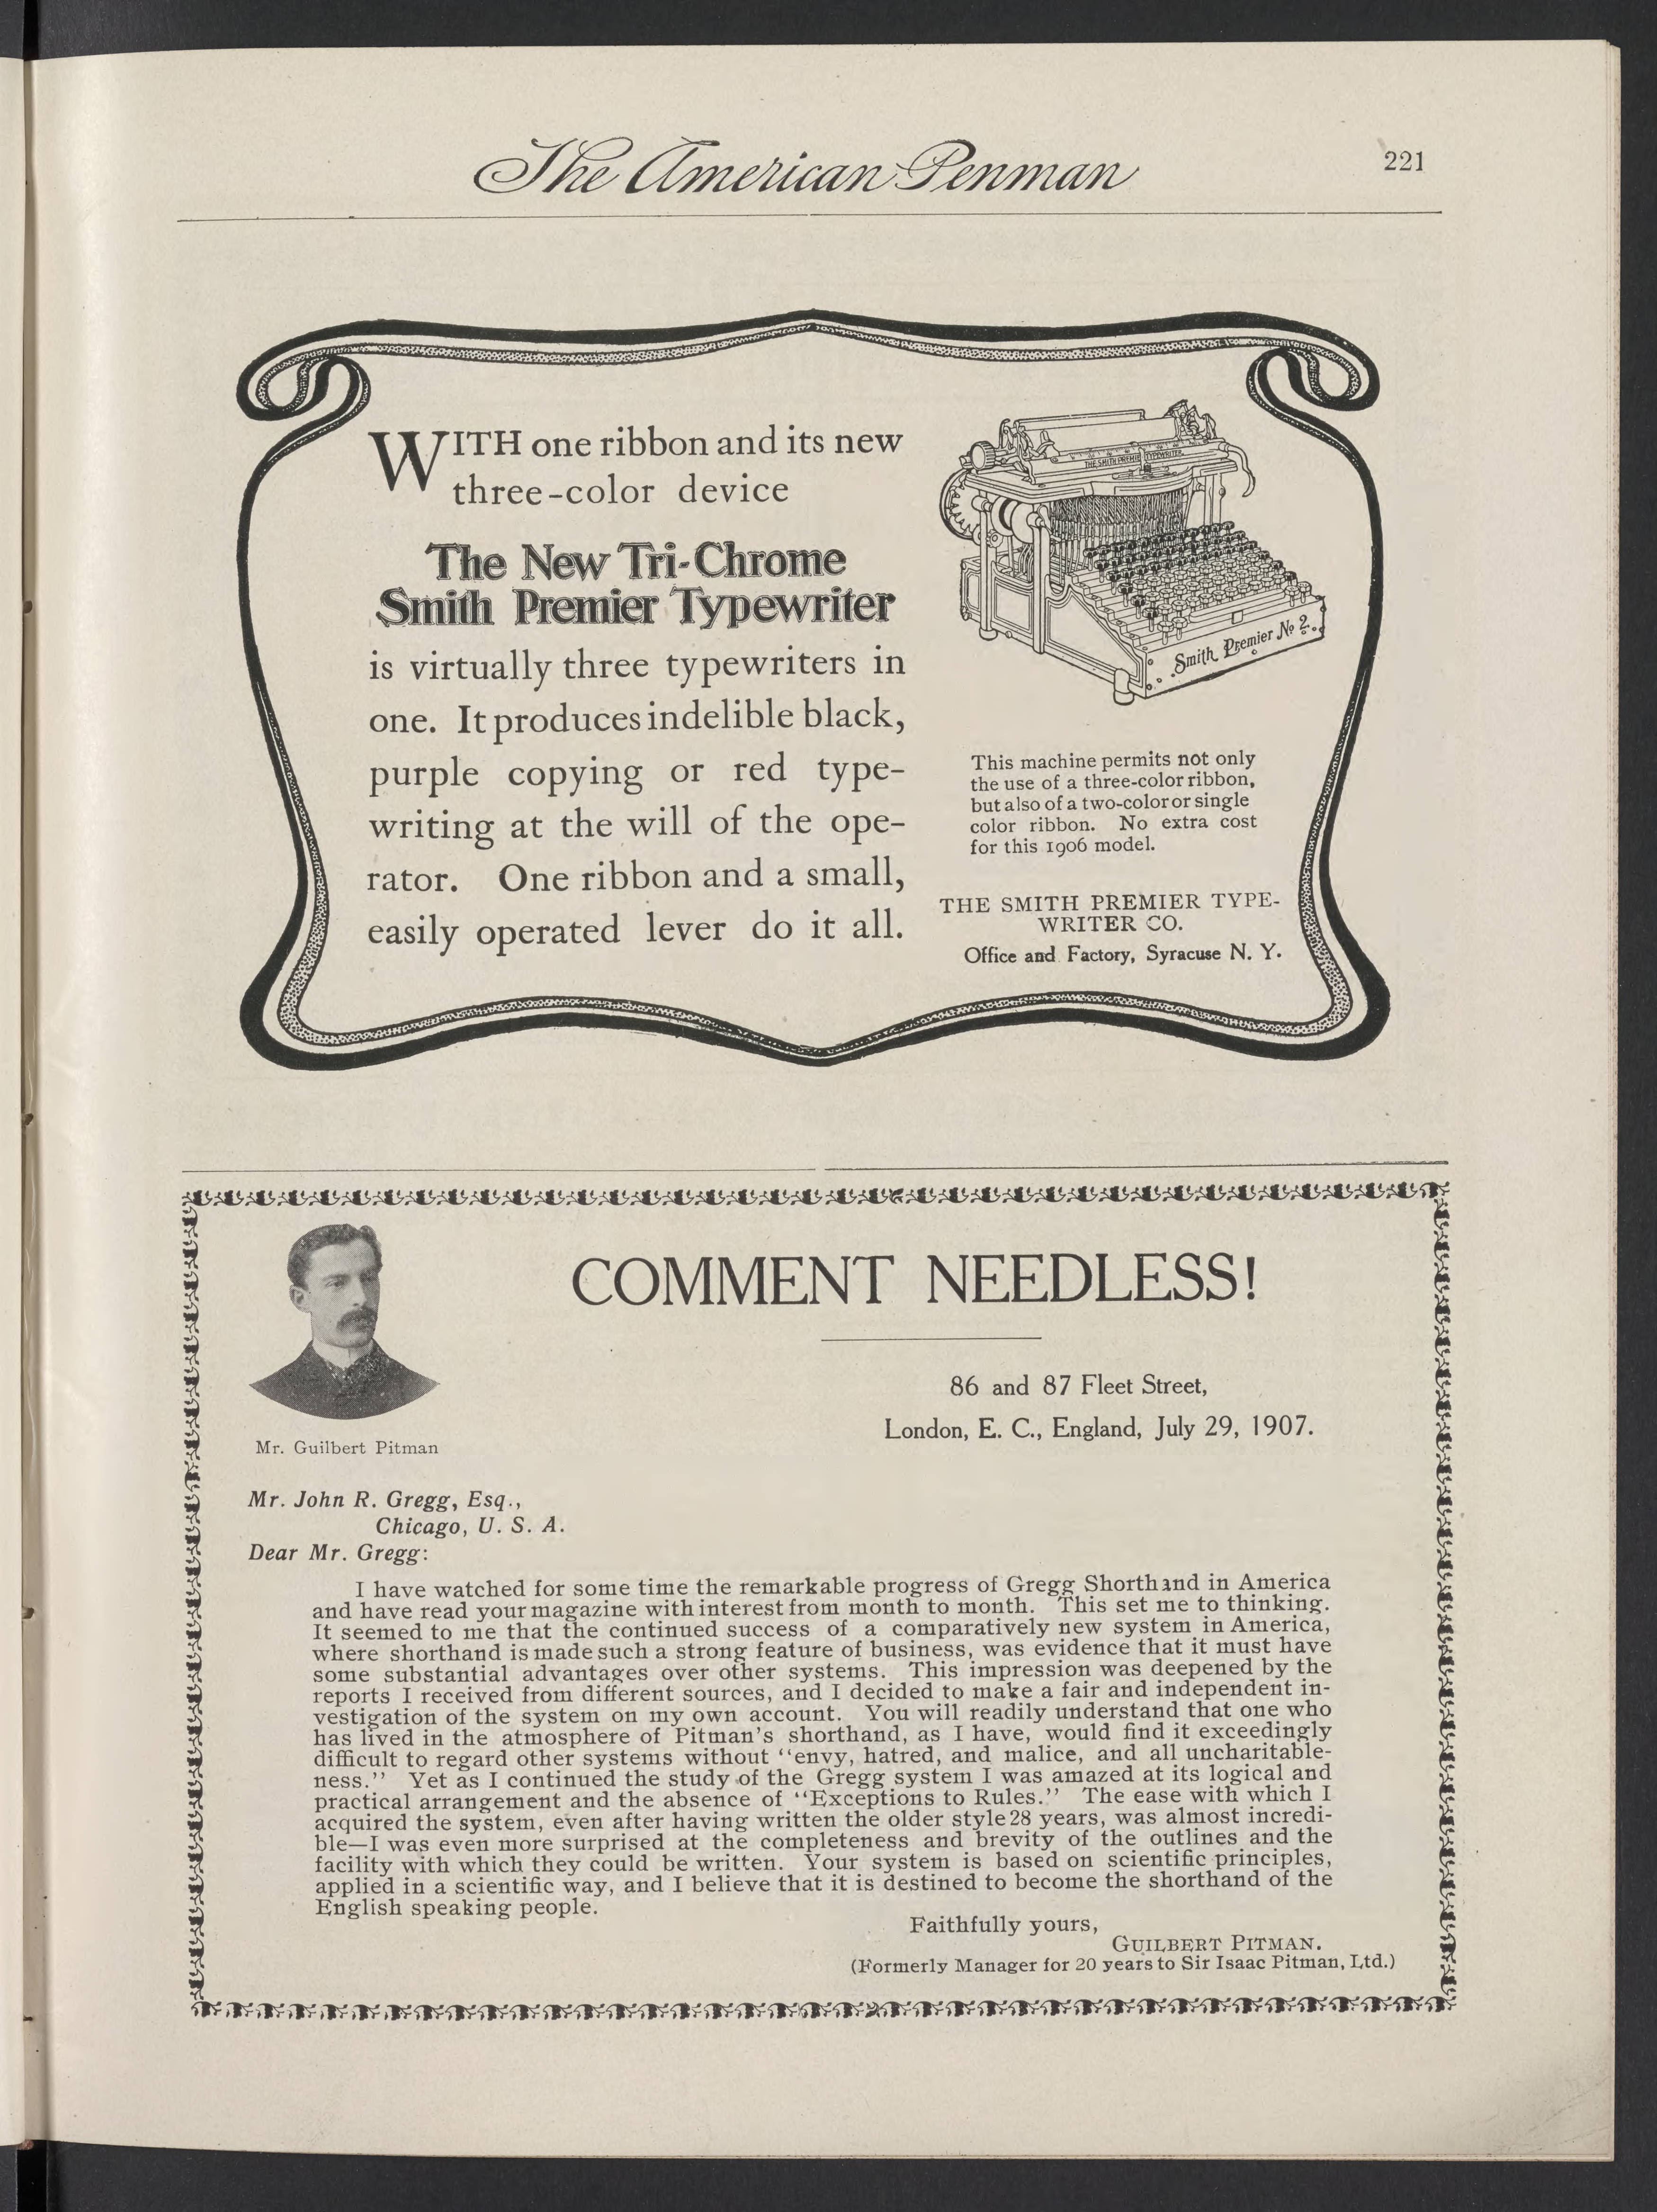 The American Penman
221
WITH one ribbon and its new
three-color device
The New Tri-Chrome
Smith Premier Typewriter
is virtually three typewriters in
one. It produces indelible black,
purple copying or red type-
writing at the will of the ope-
rator. One ribbon and a small,
easily operated lever do it all.
THE SMITH PREMIER TYPEWRITER
Smith Premier No 2.
This machine permits not only
the use of a three-color ribbon,
but also of a two-color or single
color ribbon. No extra cost
for this 1906 model.
THE SMITH PREMIER TYPE-
WRITER CO.
Office and Factory, Syracuse N. Y.
COMMENT NEEDLESS!
86 and 87 Fleet Street,
London, E. C., England, July 29, 1907.
Mr. Guilbert Pitman
Mr. John R. Gregg, Esq.,
Chicago, U. S. A.
Dear Mr. Gregg:
I have watched for some time the remarkable progress of Gregg Shorthand in America
and have read your magazine with interest from month to month. This set me to thinking.
It seemed to me that the continued success of a comparatively new system in America,
where shorthand is made such a strong feature of business, was evidence that it must have
some substantial advantages over other systems. This impression was deepened by the
reports I received from different sources, and I decided to make a fair and independent in-
vestigation of the system on my own account. You will readily understand that one who
has lived in the atmosphere of Pitman's shorthand, as I have, would find it exceedingly
difficult to regard other systems without "envy, hatred, and malice, and all uncharitable-
ness." Yet as I continued the study of the Gregg system I was amazed at its logical and
practical arrangement and the absence of "Exceptions to Rules." The ease with which I
acquired the system, even after having written the older style 28 years, was almost incredi-
ble—I was even more surprised at the completeness and brevity of the outlines and the
facility with which they could be written. Your system is based on scientific principles,
applied in a scientific way, and I believe that it is destined to become the shorthand of the
English speaking people.
Faithfully yours,
GUILBERT PITMAN.
(Formerly Manager for 20 years to Sir Isaac Pitman, Ltd.)